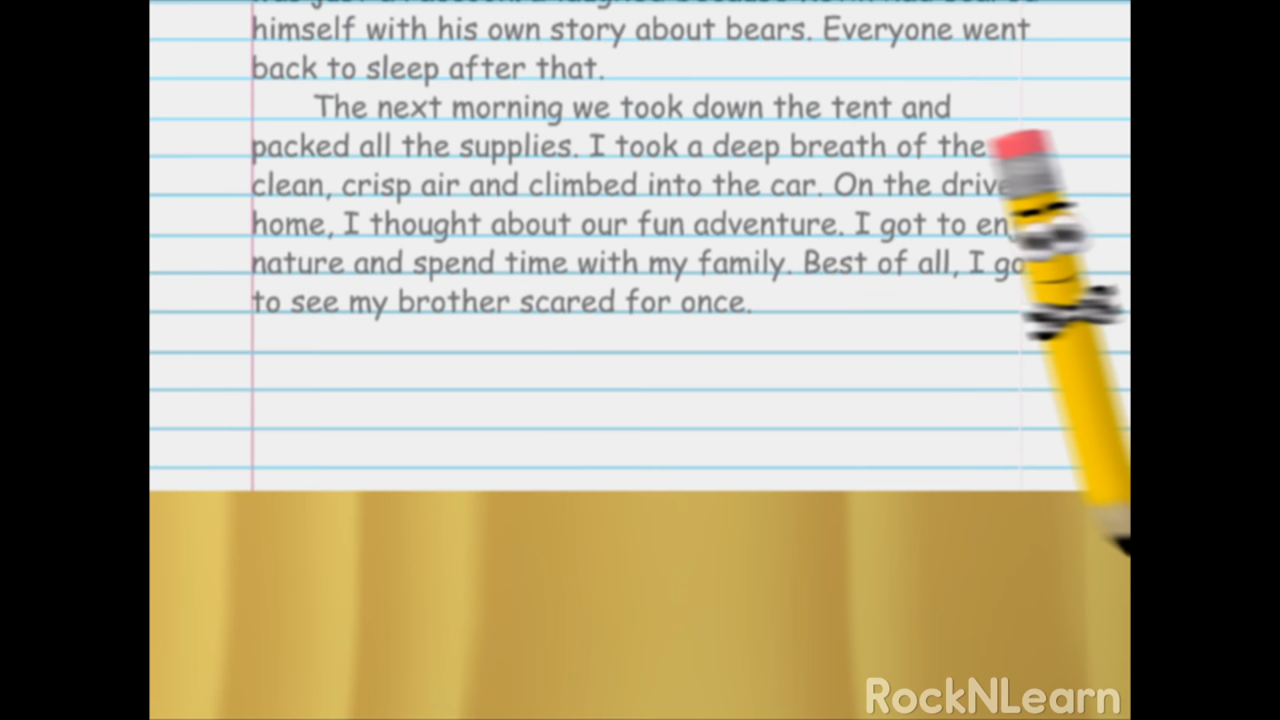 himself with his own story about bears. Everyone went
back to sleep after that.
The next morning we took down the tent and
packed all the supplies. I took a deep breath of the
clean, crisp air and climbed into the car. On the drive
home, I thought about our fun adventure. I got to
nature and spend time with my family. Best of all, I
to see my brother scared for once.
RockNLearn